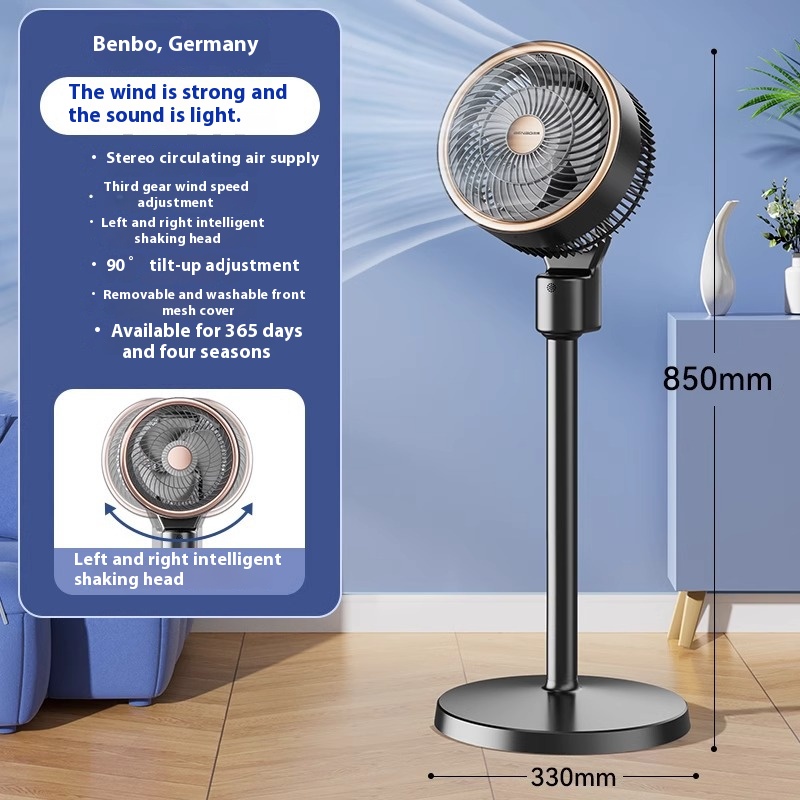 Benbo, Germany
The wind is strong and
the sound is light.
• Stereo circulating air supply
• Third gear wind speed
adjustment
• Left and right intelligent
shaking head
• 90° tilt-up adjustment
• Removable and washable front
mesh cover
• Available for 365 days
and four seasons
Left and right intelligent
shaking head
850mm
330mm